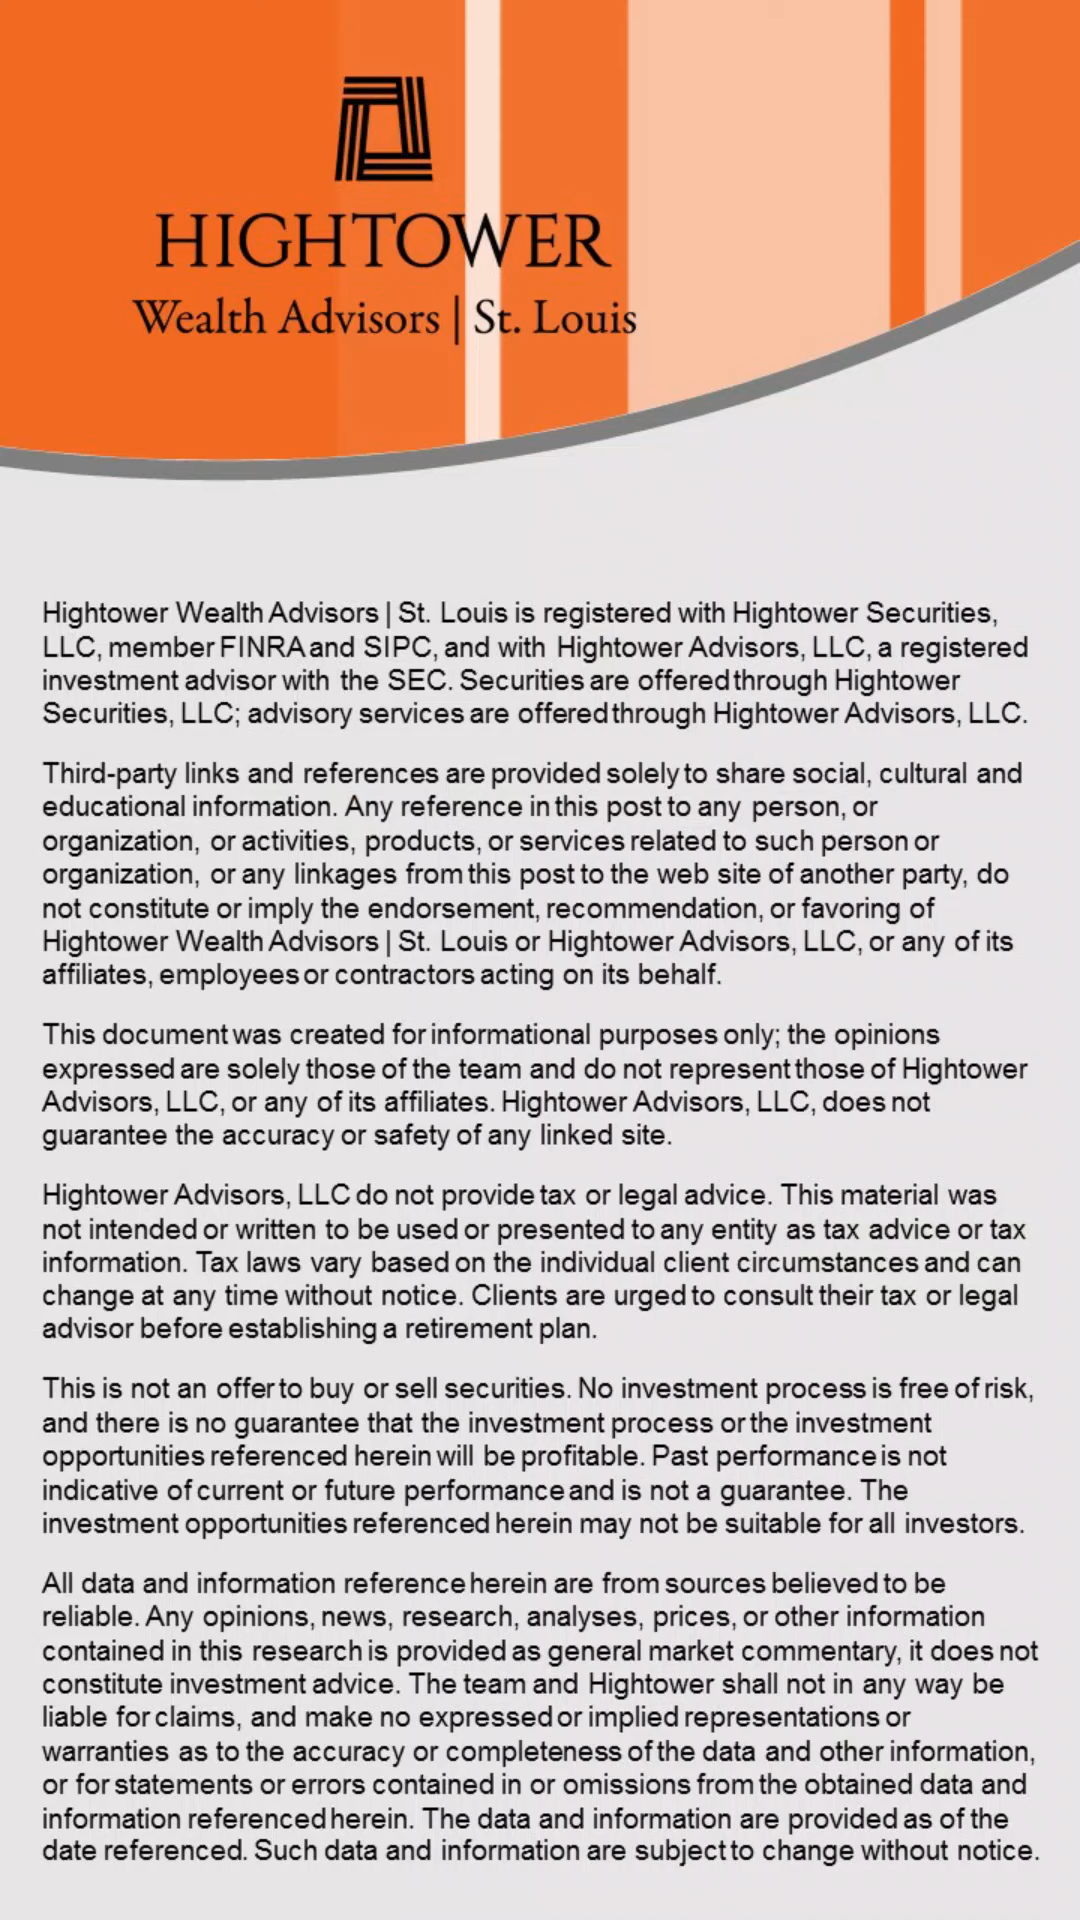 HIGHTOWER
Wealth Advisors | St. Louis
Hightower Wealth Advisors | St. Louis is registered with Hightower Securities,
LLC, member FINRA and SIPC, and with Hightower Advisors, LLC, a registered
investment advisor with the SEC. Securities are offered through Hightower
Securities, LLC; advisory services are offered through Hightower Advisors, LLC.
Third-party links and references are provided solely to share social, cultural and
educational information. Any reference in this post to any person, or
organization, or activities, products, or services related to such person or
organization, or any linkages from this post to the web site of another party, do
not constitute or imply the endorsement, recommendation, or favoring of
Hightower Wealth Advisors | St. Louis or Hightower Advisors, LLC, or any of its
affiliates, employees or contractors acting on its behalf.
This document was created for informational purposes only; the opinions
expressed are solely those of the team and do not represent those of Hightower
Advisors, LLC, or any of its affiliates. Hightower Advisors, LLC, does not
guarantee the accuracy or safety of any linked site.
Hightower Advisors, LLC do not provide tax or legal advice. This material was
not intended or written to be used or presented to any entity as tax advice or tax
information. Tax laws vary based on the individual client circumstances and can
change at any time without notice. Clients are urged to consult their tax or legal
advisor before establishing a retirement plan.
This is not an offer to buy or sell securities. No investment process is free of risk,
and there is no guarantee that the investment process or the investment
opportunities referenced herein will be profitable. Past performance is not
indicative of current or future performance and is not a guarantee. The
investment opportunities referenced herein may not be suitable for all investors.
All data and information reference herein are from sources believed to be
reliable. Any opinions, news, research, analyses, prices, or other information
contained in this research is provided as general market commentary, it does not
constitute investment advice. The team and Hightower shall not in any way be
liable for claims, and make no expressed or implied representations or
warranties as to the accuracy or completeness of the data and other information,
or for statements or errors contained in or omissions from the obtained data and
information referenced herein. The data and information are provided as of the
date referenced. Such data and information are subject to change without notice.